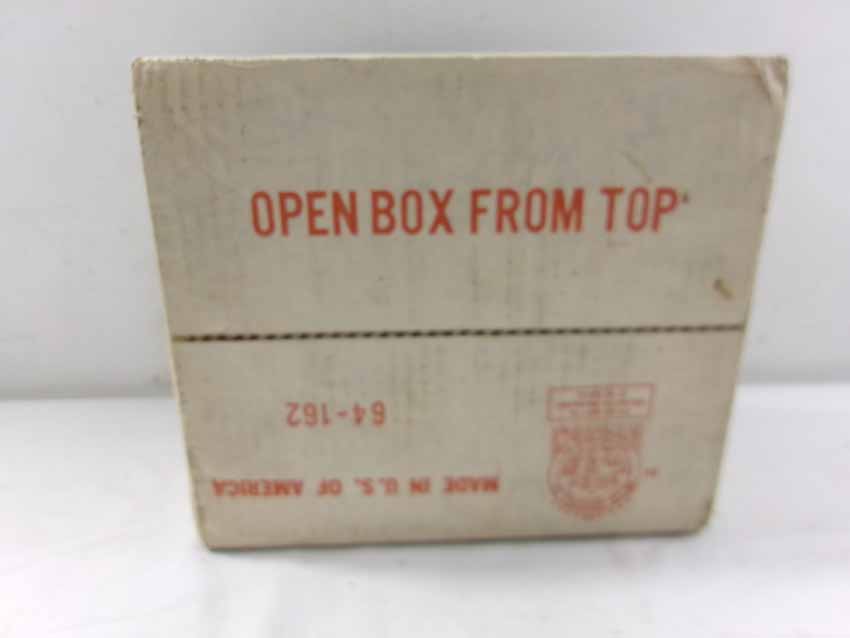 OPEN BOX FROM TOP
64-162
MADE IN U.S. OF AMERICA